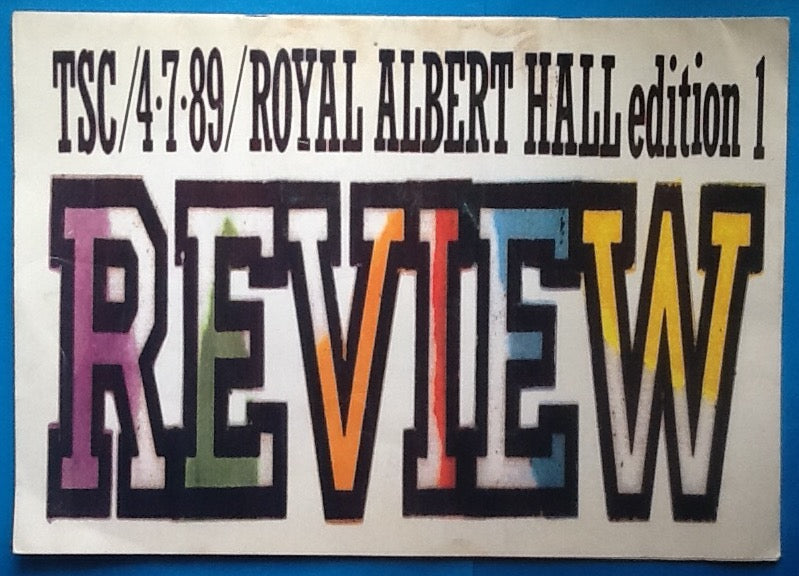 TSC/4·7·89/ROYAL ALBERT HALL edition 1
REVIEW